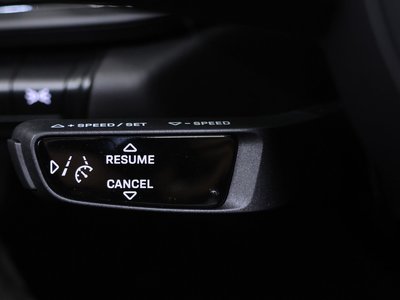 △ + SPEED / SET ▽ - SPEED
RESUME
CANCEL